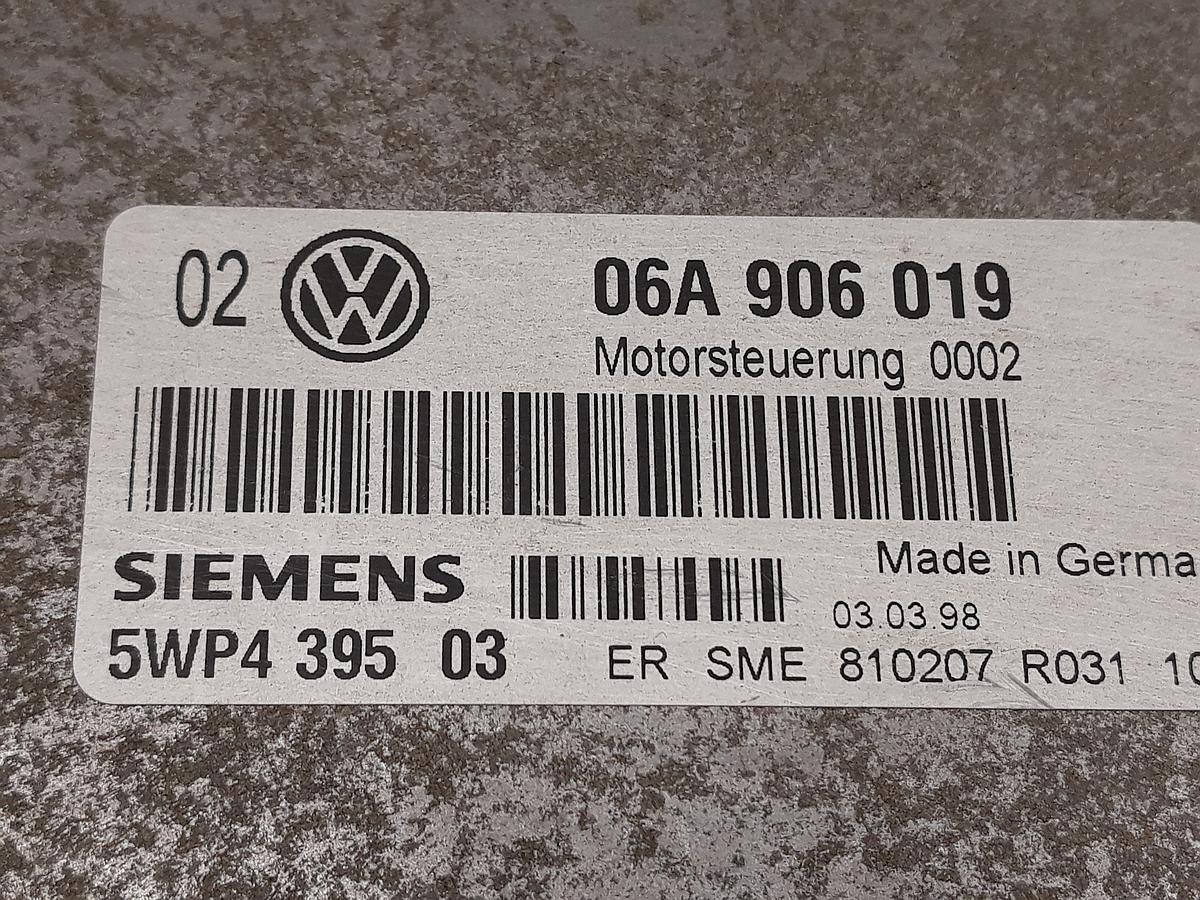 02 VW 06A 906 019
Motorsteuerung 0002
Made in Germa
SIEMENS
03.03.98
5WP4 395 03 ER SME 810207 R031 10